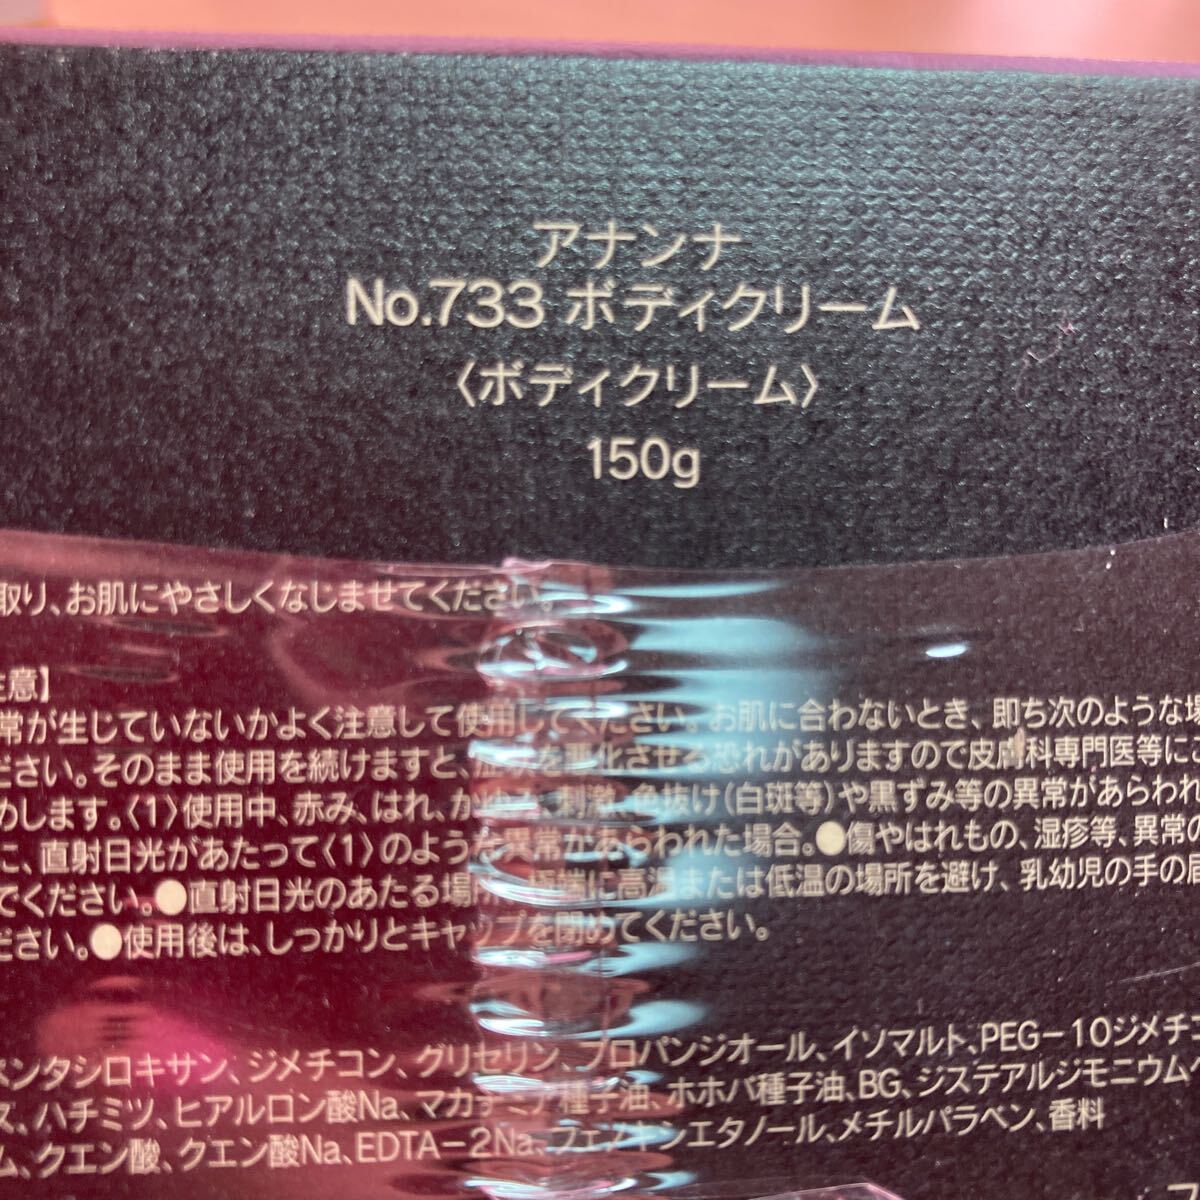 アナンナ
No.733 ボディクリーム
〈ボディクリーム〉
150g
取り、お肌にやさしくなじませてください。
注意】
常が生じていないかよく注意して使用してください。お肌に合わないとき、即ち次のような場
ださい。そのまま使用を続けますと、症状を悪化させる恐れがありますので皮膚科専門医等にご
めします。〈1〉使用中、赤み、はれ、かゆみ、刺激、色抜け(白斑等)や黒ずみ等の異常があらわれ
に、直射日光があたって〈1〉のような異常があらわれた場合。●傷やはれもの、湿疹等、異常の
てください。●直射日光のあたる場所、極端に高温または低温の場所を避け、乳幼児の手の届
ださい。●使用後は、しっかりとキャップを閉めてください。
ペンタシロキサン、ジメチコン、グリセリン、プロパンジオール、イソマルト、PEG-10ジメチコ
ス、ハチミツ、ヒアルロン酸Na、マカデミア種子油、ホホバ種子油、BG、ジステアルジモニウム
ム、クエン酸、クエン酸Na、EDTA-2Na、フェノキシエタノール、メチルパラベン、香料